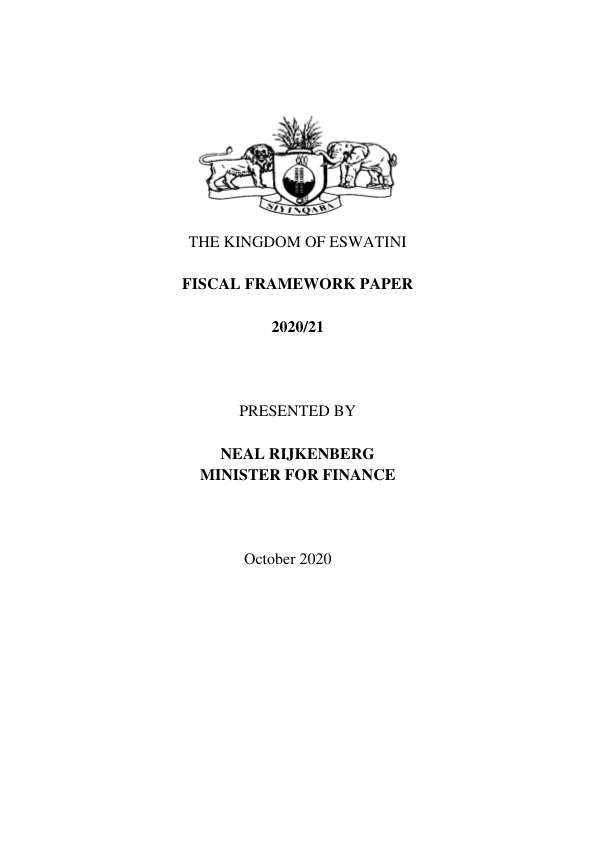 SIYINQABA
THE KINGDOM OF ESWATINI
FISCAL FRAMEWORK PAPER
2020/21
PRESENTED BY
NEAL RIJKENBERG
MINISTER FOR FINANCE
October 2020